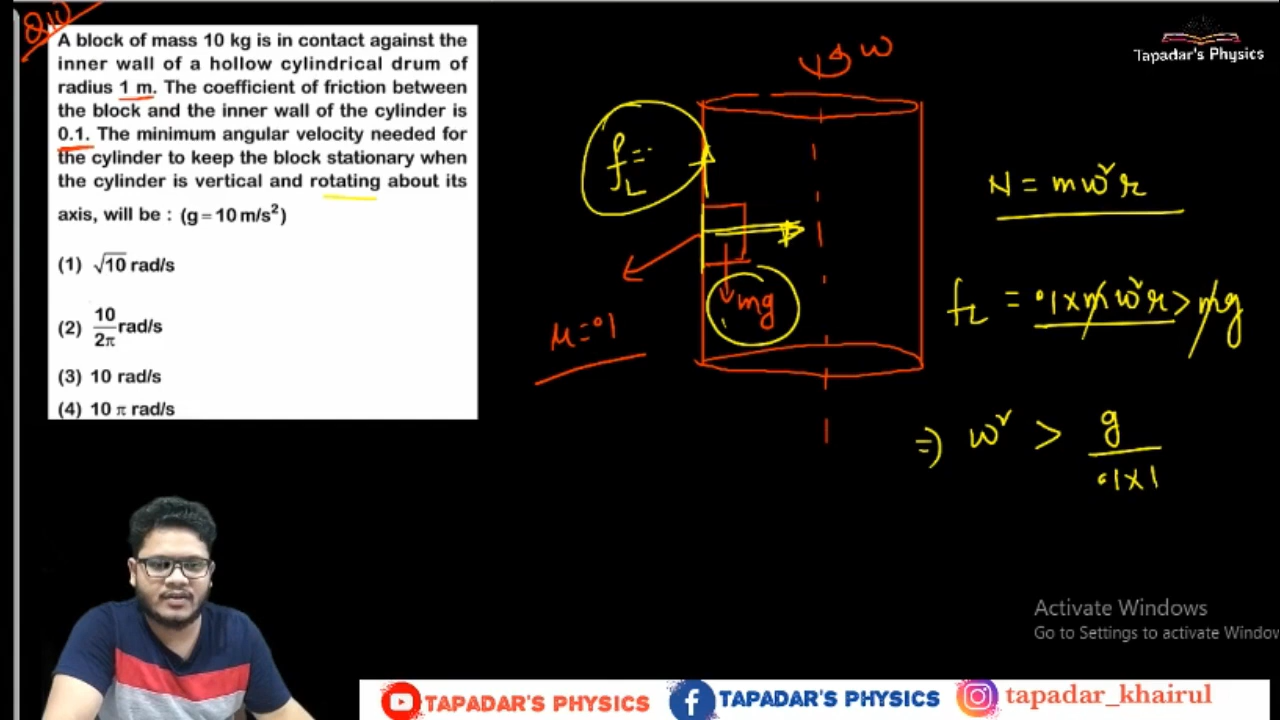 Q10
A block of mass 10 kg is in contact against the
inner wall of a hollow cylindrical drum of
radius 1 m. The coefficient of friction between
the block and the inner wall of the cylinder is
0.1. The minimum angular velocity needed for
the cylinder to keep the block stationary when
the cylinder is vertical and rotating about its
axis, will be : (g = 10 m/s²)
(1) √10 rad/s
(2) 10/2π rad/s
(3) 10 rad/s
(4) 10 π rad/s
ω
f_L =
mg
μ = .1
N = mω²r
f_L = .1 x mω²r > mg
⇒ ω² > g/.1x1
Tapadar's Physics
Activate Windows
Go to Settings to activate Window
TAPADAR'S PHYSICS TAPADAR'S PHYSICS tapadar_khairul